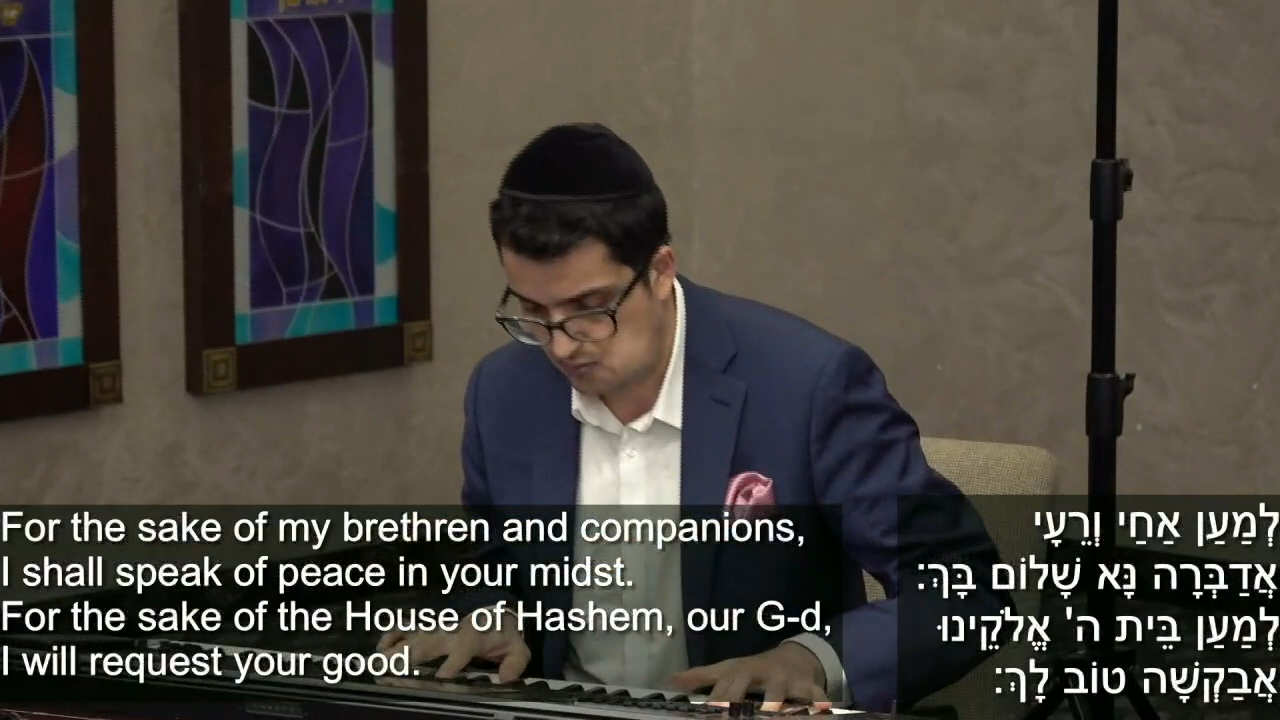 For the sake of my brethren and companions,
I shall speak of peace in your midst.
For the sake of the House of Hashem, our G-d,
I will request your good.
לְמַעַן אַחַי וְרֵעָי
אֲדַבְּרָה נָּא שָׁלוֹם בָּךְ:
לְמַעַן בֵּית ה' אֱלֹקֵינוּ
אֲבַקְשָׁה טוֹב לָךְ: